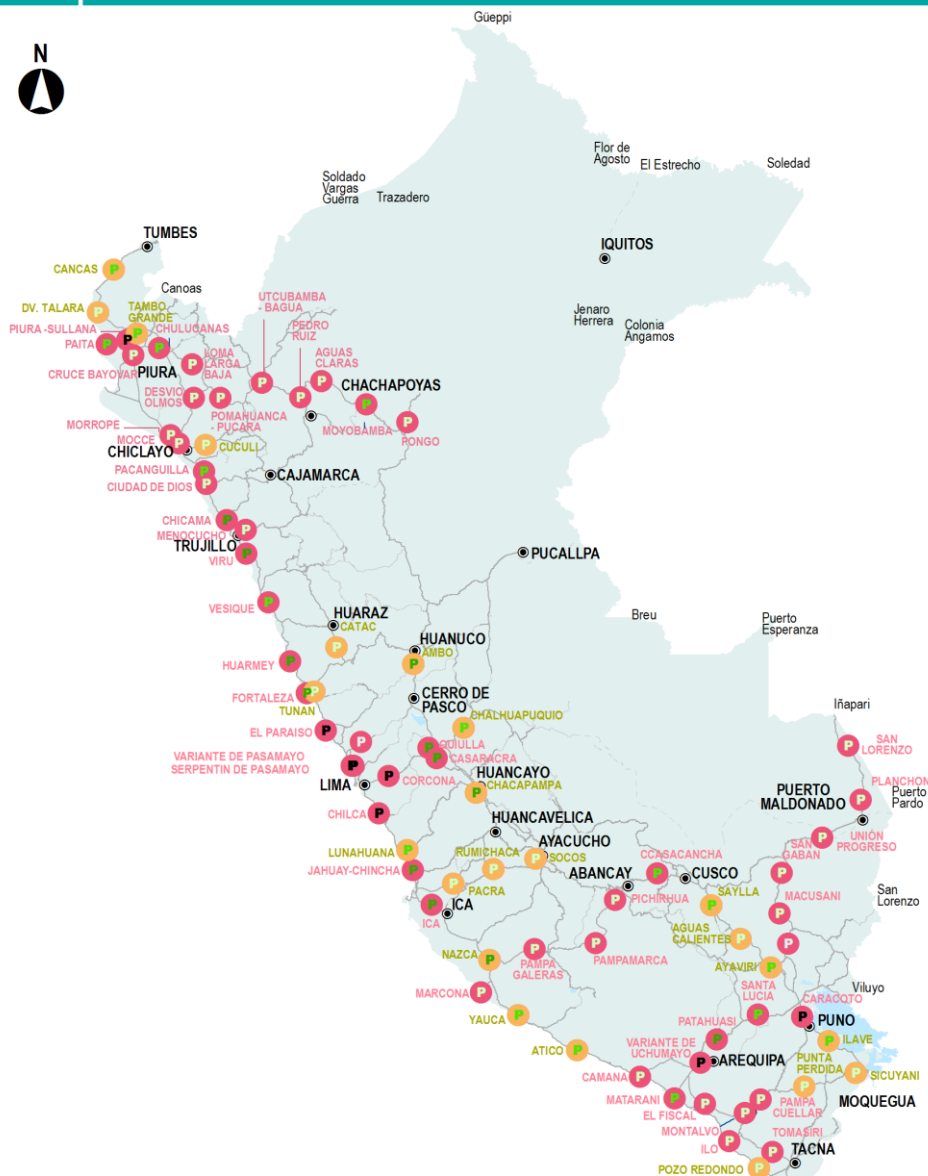 Güeppi
N
Flor de
Agosto
El Estrecho
Soledad
Soldado
Vargas
Guerra
Trazadero
TUMBES
IQUITOS
CANCAS
Canoas
DV. TALARA
TAMBO
GRANDE
UTCUBAMBA
- BAGUA
Jenaro
Herrera
Colonia
Angamos
PIURA -SULLANA
CHULUCANAS
PEDRO
RUIZ
PAITA
LOMA
LARGA
BAJA
AGUAS
CLARAS
CRUCE BAYOVAR
PIURA
CHACHAPOYAS
DESVIO
OLMOS
POMAHUANCA
- PUCARA
MOYOBAMBA
PONGO
MORROPE
MOCCE
CHICLAYO
CUCULI
PACANGUILLA
CIUDAD DE DIOS
CAJAMARCA
CHICAMA
MENOCUCHO
TRUJILLO
VIRU
PUCALLPA
VESIQUE
HUARAZ
CATAC
Breu
Puerto
Esperanza
HUANUCO
AMBO
HUARMEY
FORTALEZA
TUNAN
CERRO DE
PASCO
Iñapari
EL PARAISO
CHALHUAPUQUIO
SAN
LORENZO
VARIANTE DE PASAMAYO
SERPENTIN DE PASAMAYO
QUIULLA
CASARACRA
LIMA
CORCONA
HUANCAYO
CHACAPAMPA
PLANCHON
PUERTO
MALDONADO
Puerto
Pardo
CHILCA
HUANCAVELICA
UNIÓN
PROGRESO
LUNAHUANA
RUMICHACA
AYACUCHO
SOCOS
CCASACANCHA
SAN
GABAN
JAHUAY-CHINCHA
PACRA
ABANCAY
CUSCO
ICA
ICA
PICHIRHUA
SAYLLA
MACUSANI
San
Lorenzo
NAZCA
PAMPA
GALERAS
PAMPAMARCA
AGUAS
CALIENTES
AYAVIRI
MARCONA
SANTA
LUCIA
CARACOTO
Viluyo
YAUCA
PATAHUASI
PUNO
ILAVE
ATICO
VARIANTE DE
UCHUMAYO
AREQUIPA
PUNTA
PERDIDA
SICUYANI
CAMANA
MATARANI
EL FISCAL
PAMPA
CUELLAR
MOQUEGUA
MONTALVO
ILO
TOMASIRI
TACNA
POZO REDONDO